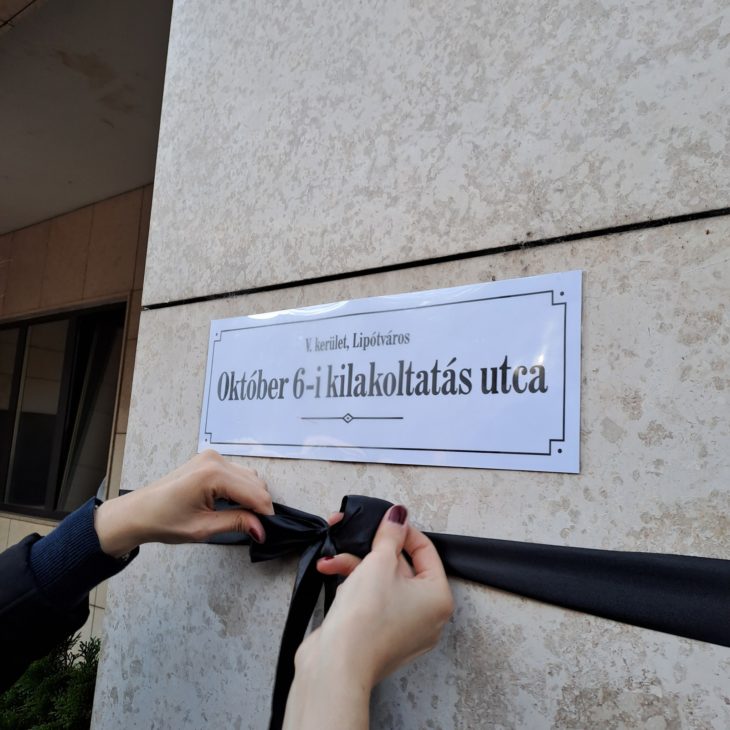 V. kerület, Lipótváros
Október 6-i kilakoltatás utca